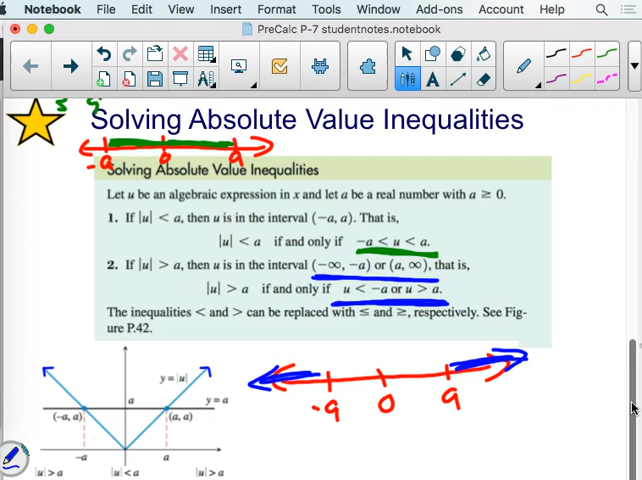 Notebook File Edit View Insert Format Tools Window Add-ons Account Help
PreCalc P-7 studentnotes.notebook
Solving Absolute Value Inequalities
-a 0 a
Solving Absolute Value Inequalities
Let u be an algebraic expression in x and let a be a real number with a ≥ 0.
1. If |u| < a, then u is in the interval (−a, a). That is,
|u| < a if and only if −a < u < a.
2. If |u| > a, then u is in the interval (−∞, −a) or (a, ∞), that is,
|u| > a if and only if u < −a or u > a.
The inequalities < and > can be replaced with ≤ and ≥, respectively. See Fig-
ure P.42.
y = |u|
a
y = a
(−a, a) (a, a)
−a a
|u| > a |u| < a |u| > a
-a 0 a